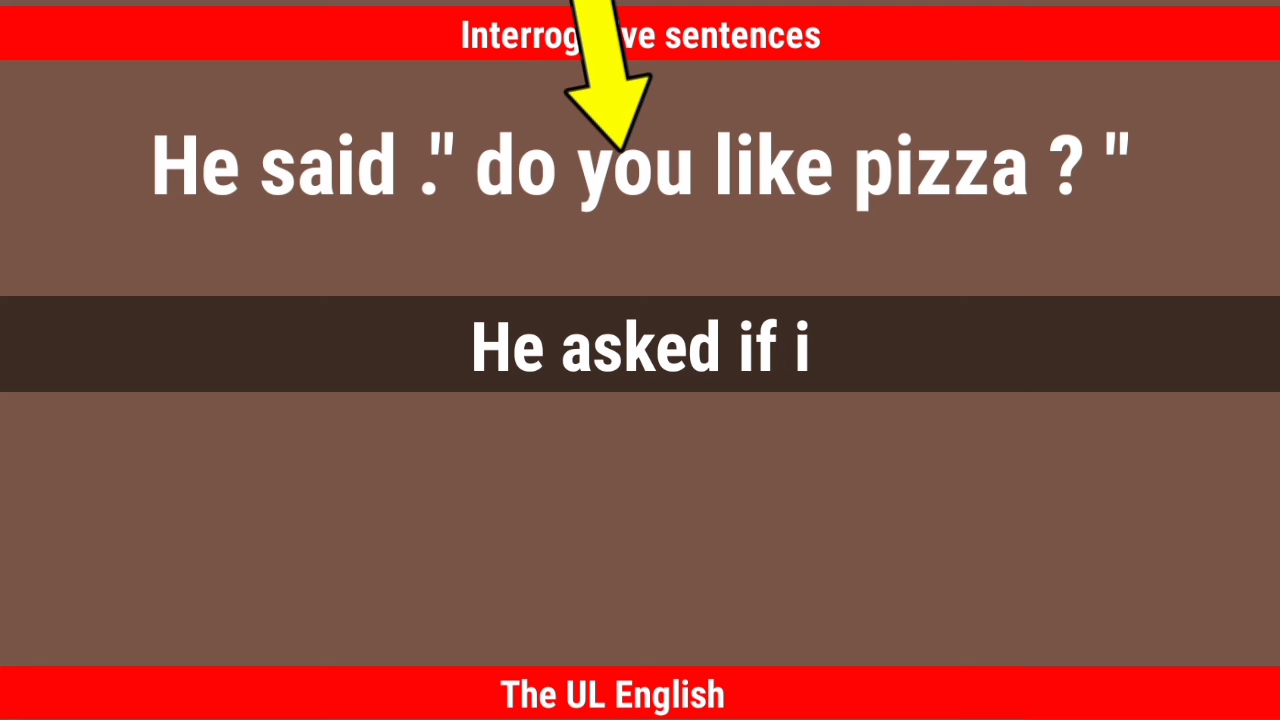 Interrog ve sentences
He said ." do you like pizza ? "
He asked if i
The UL English